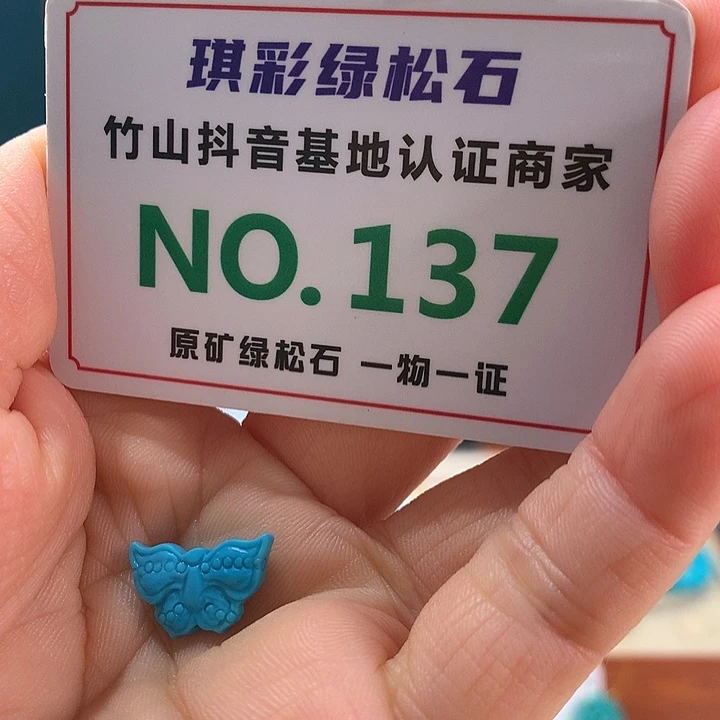 琪彩绿松石
竹山抖音基地认证商家
NO.137
原矿绿松石 一物一证